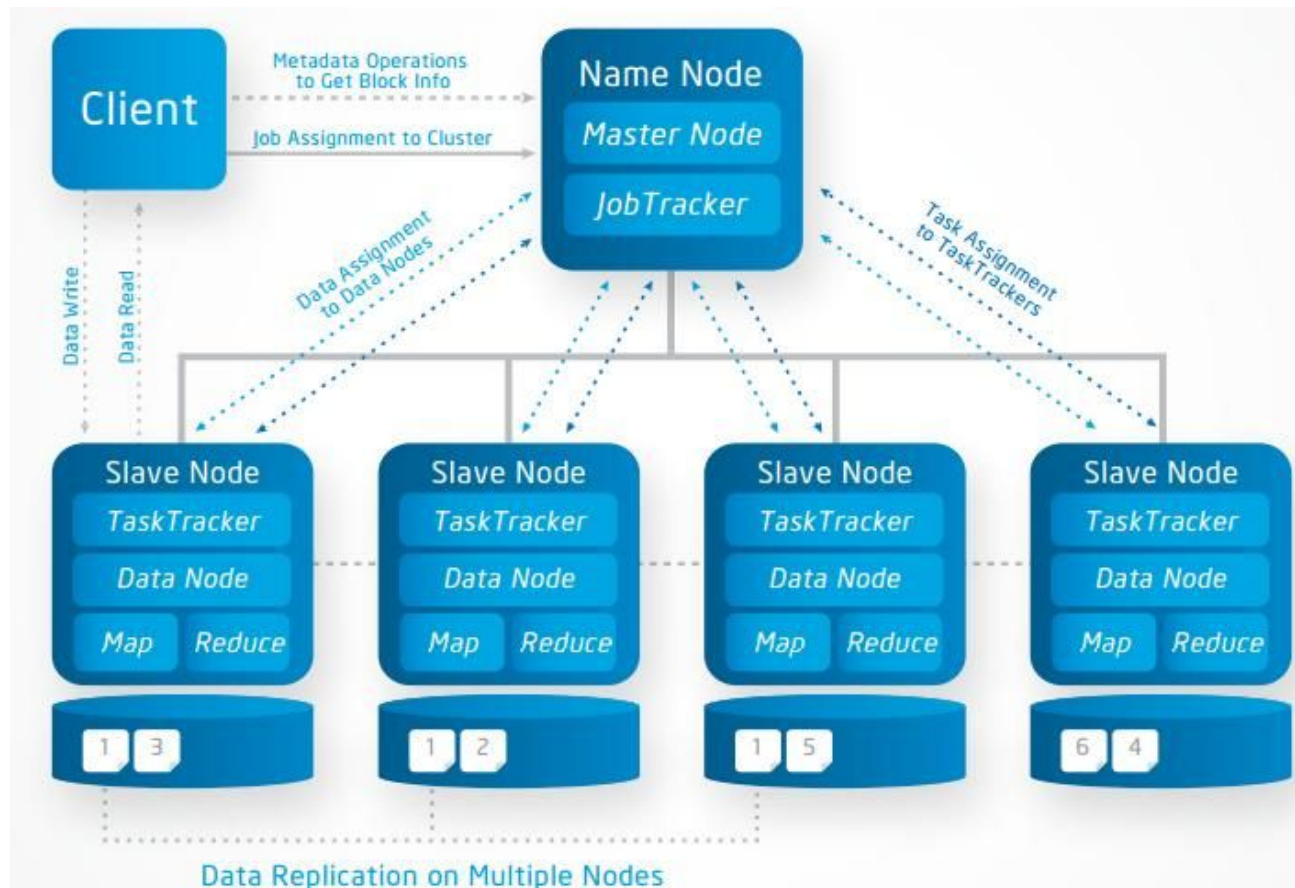 Client
Metadata Operations
to Get Block Info
Job Assignment to Cluster
Name Node
Master Node
JobTracker
Data Write
Data Read
Data Assignment
to Data Nodes
Task Assignment
to TaskTrackers
Slave Node
TaskTracker
Data Node
Map
Reduce
1
3
Slave Node
TaskTracker
Data Node
Map
Reduce
1
2
Slave Node
TaskTracker
Data Node
Map
Reduce
1
5
Slave Node
TaskTracker
Data Node
Map
Reduce
6
4
Data Replication on Multiple Nodes